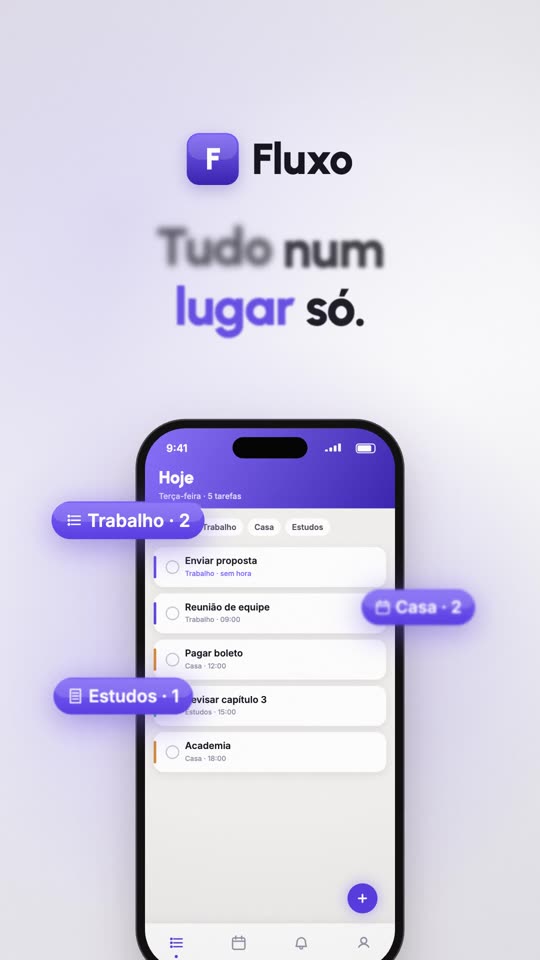 F Fluxo
Tudo num
lugar só.
9:41
Hoje
Terça-feira · 5 tarefas
Trabalho · 2
Trabalho Casa Estudos
Enviar proposta
Trabalho · sem hora
Reunião de equipe
Trabalho · 09:00
Casa · 2
Pagar boleto
Casa · 12:00
Estudos · 1
evisar capítulo 3
Estudos · 15:00
Academia
Casa · 18:00